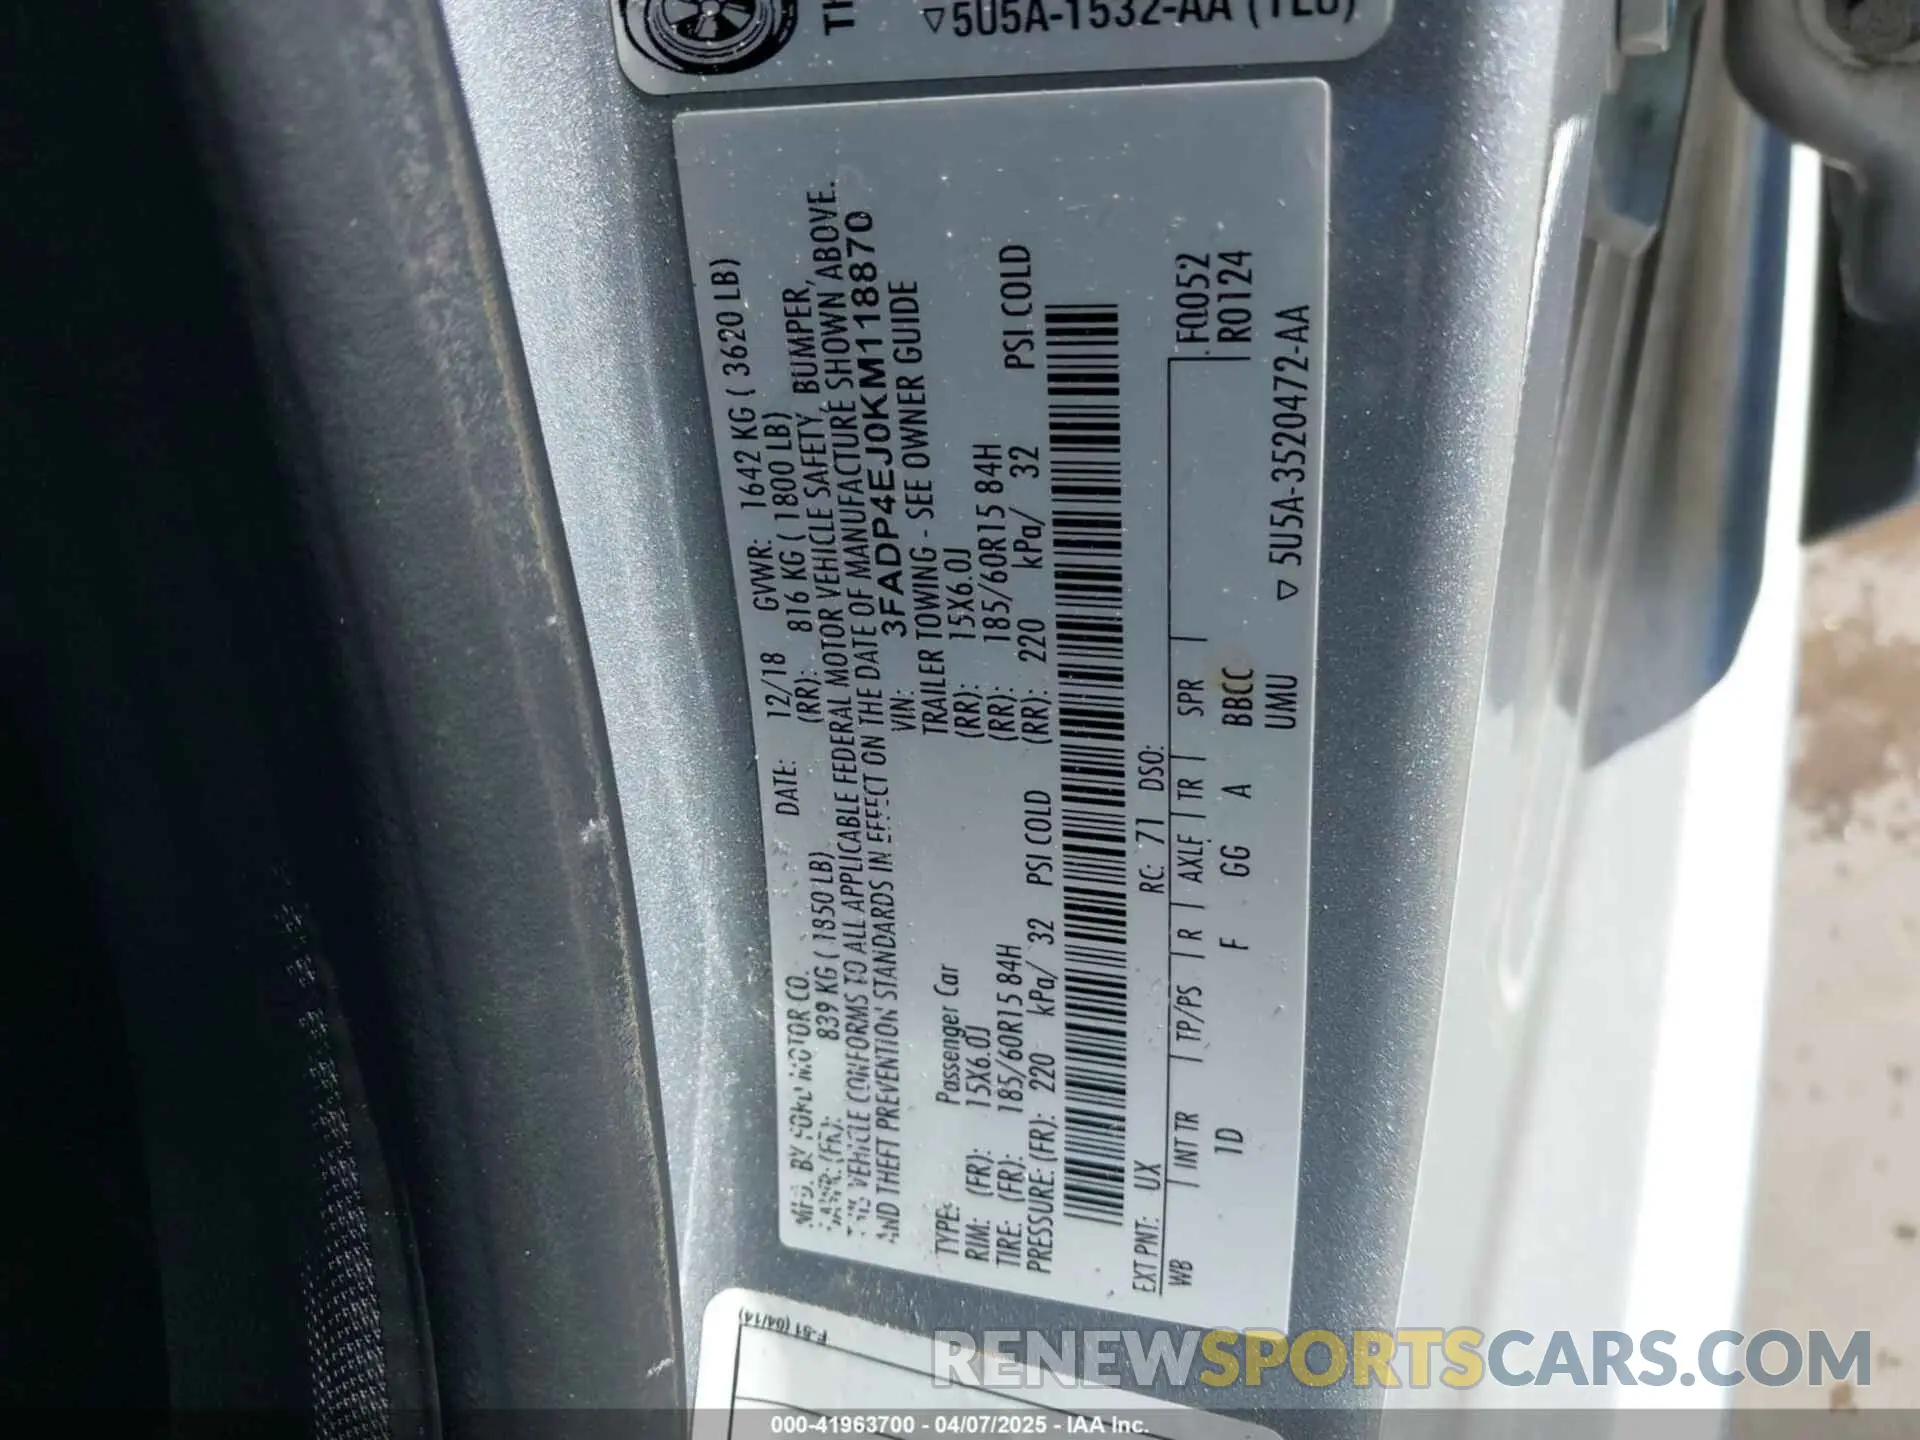 5U5A-1532-AA (
MFD. BY FORD MOTOR CO. DATE: 12/18 GVWR: 1642 KG ( 3620 LB)
839 KG ( 1850 LB) (RR): 816 KG ( 1800 LB)
VEHICLE CONFORMS TO ALL APPLICABLE FEDERAL MOTOR VEHICLE SAFETY, BUMPER,
AND THEFT PREVENTION STANDARDS IN EFFECT ON THE DATE OF MANUFACTURE SHOWN ABOVE.
VIN: 3FADP4EJ0KM118870
TYPE: Passenger Car TRAILER TOWING - SEE OWNER GUIDE
RIM: (FR): 15X6.0J (RR): 15X6.0J
TIRE: (FR): 185/60R15 84H (RR): 185/60R15 84H
PRESSURE: (FR): 220 kPa/ 32 PSI COLD (RR): 220 kPa/ 32 PSI COLD
EXT PNT: UX RC: 71 DSO:
WB INT TR TP/PS R AXLE TR SPR F0052
1D F GG A BBCC R0124
UMU ▽ 5U5A-3520472-AA
F-51 (04/14)
RENEWSPORTSCARS.COM
000-41963700 - 04/07/2025 - IAA Inc.